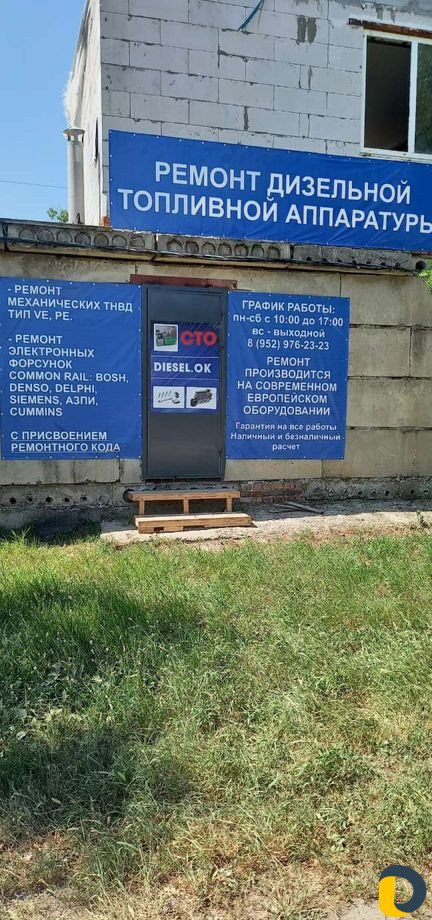 РЕМОНТ ДИЗЕЛЬНОЙ
ТОПЛИВНОЙ АППАРАТУРЫ
- РЕМОНТ
МЕХАНИЧЕСКИХ ТНВД
ТИП VE, PE.
- РЕМОНТ
ЭЛЕКТРОННЫХ
ФОРСУНОК
COMMON RAIL: BOSH,
DENSO, DELPHI,
SIEMENS, АЗПИ,
CUMMINS
С ПРИСВОЕНИЕМ
РЕМОНТНОГО КОДА
СТО
DIESEL.OK
ГРАФИК РАБОТЫ:
пн-сб с 10:00 до 17:00
вс - выходной
8 (952) 976-23-23
РЕМОНТ
ПРОИЗВОДИТСЯ
НА СОВРЕМЕННОМ
ЕВРОПЕЙСКОМ
ОБОРУДОВАНИИ
Гарантия на все работы
Наличный и безналичный
расчет